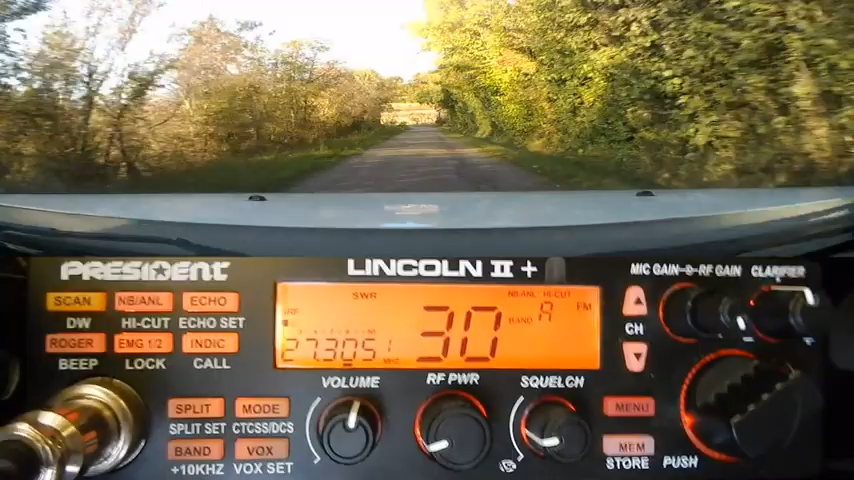 PRESIDENT
LINCOLN II +
MIC GAIN-D-RF GAIN
CLARIFIER
SCAN
NB/ANL
ECHO
DW
HI-CUT
ECHO SET
ROGER
EMG 1/2
INDIC
BEEP
LOCK
CALL
SWR
NB/ANL HI-CUT
FM
BAND
A
30
27.305
MHz
CH
VOLUME
RF PWR
SQUELCH
SPLIT
MODE
SPLIT SET
CTCSS/DCS
BAND
VOX
+10KHZ
VOX SET
MENU
MEM
STORE
PUSH